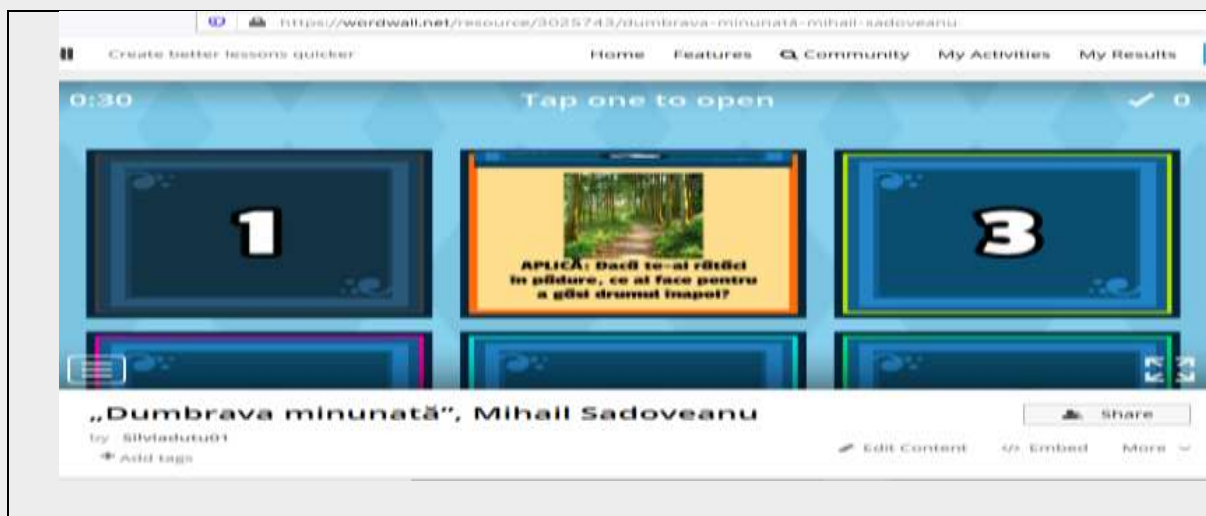 https://wordwall.net/resource/3025743/dumbrava-minunată-mihail-sadoveanu
Create better lessons quicker
Home Features Community My Activities My Results
0:30 Tap one to open 0
1
APLICĂ: Dacă te-ai rătăci
în pădure, ce ai face pentru
a găsi drumul înapoi?
3
„Dumbrava minunată”, Mihail Sadoveanu
Share
by Silviadutu01
Edit Content Embed More
Add tags